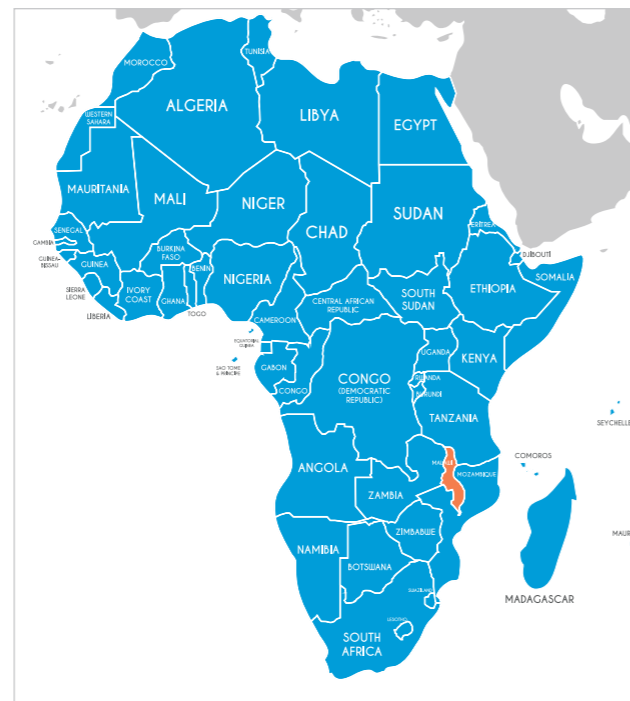 TUNISIA
MOROCCO
ALGERIA
LIBYA
EGYPT
WESTERN
SAHARA
MAURITANIA
MALI
NIGER
CHAD
SUDAN
ERITREA
SENEGAL
GAMBIA
GUINEA
BISSAU
GUINEA
BURKINA
FASO
BENIN
NIGERIA
DJIBOUTI
SOMALIA
ETHIOPIA
SOUTH
SUDAN
SIERRA
LEONE
IVORY
COAST
GHANA
LIBERIA
TOGO
CENTRAL AFRICAN
REPUBLIC
CAMEROON
EQUATORIAL
GUINEA
SAO TOME
& PRINCIPE
GABON
CONGO
CONGO
(DEMOCRATIC
REPUBLIC)
UGANDA
KENYA
RWANDA
BURUNDI
TANZANIA
SEYCHELLE
COMOROS
ANGOLA
ZAMBIA
MOZAMBIQUE
MAUR
ZIMBABWE
NAMIBIA
BOTSWANA
SWAZILAND
MADAGASCAR
LESOTHO
SOUTH
AFRICA